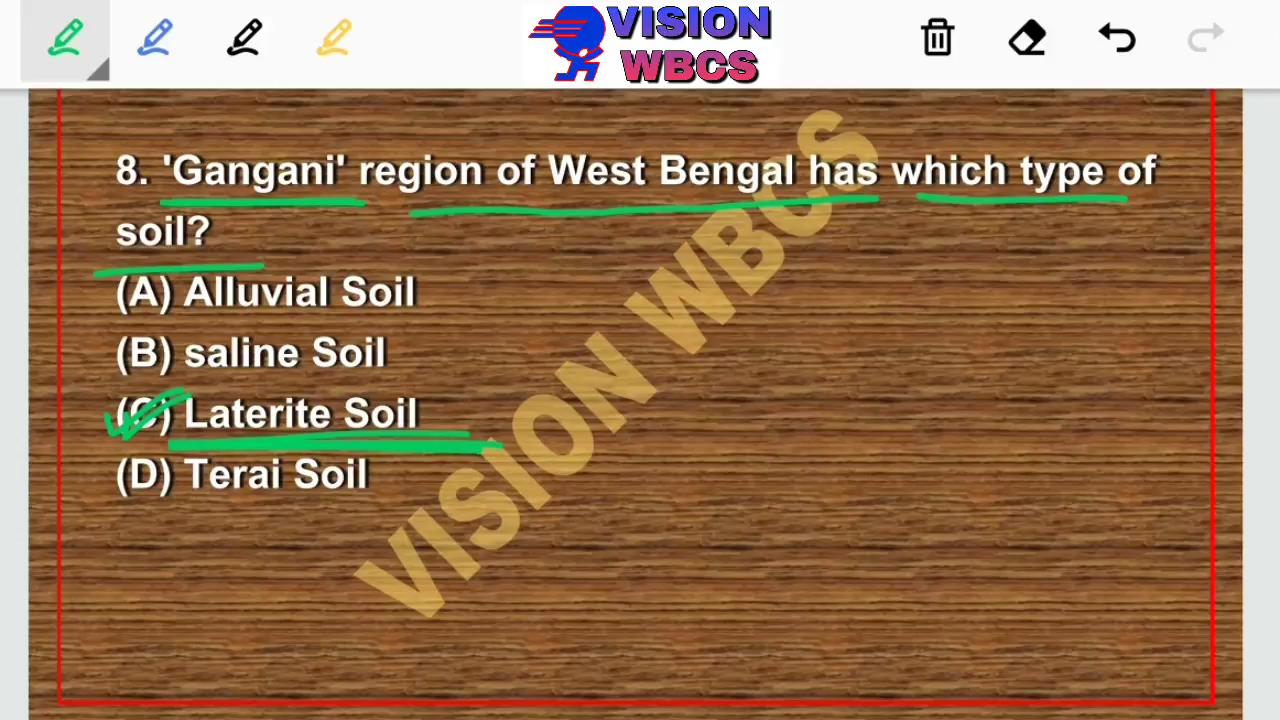 VISION
WBCS
8. 'Gangani' region of West Bengal has which type of
soil?
(A) Alluvial Soil
(B) saline Soil
(C) Laterite Soil
(D) Terai Soil
VISION WBCS